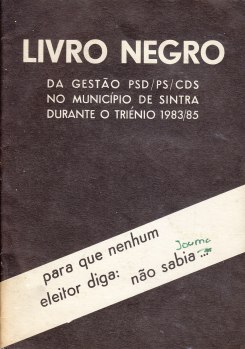 LIVRO NEGRO
DA GESTÃO PSD/PS/CDS
NO MUNICÍPIO DE SINTRA
DURANTE O TRIÉNIO 1983/85
para que nenhum
eleitor diga: não sabia...